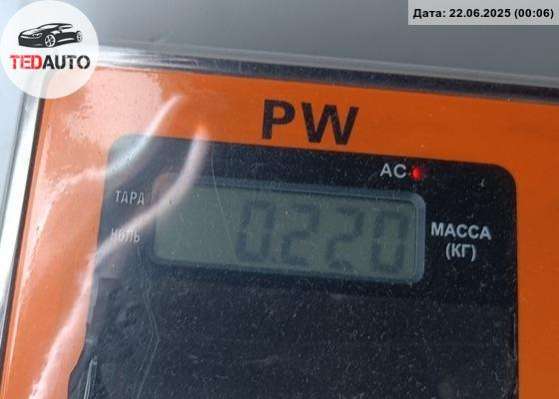 Дата: 22.06.2025 (00:06)
TEDAUTO
PW
AC
ТАРА
НОЛЬ
0.220
МАССА
(КГ)